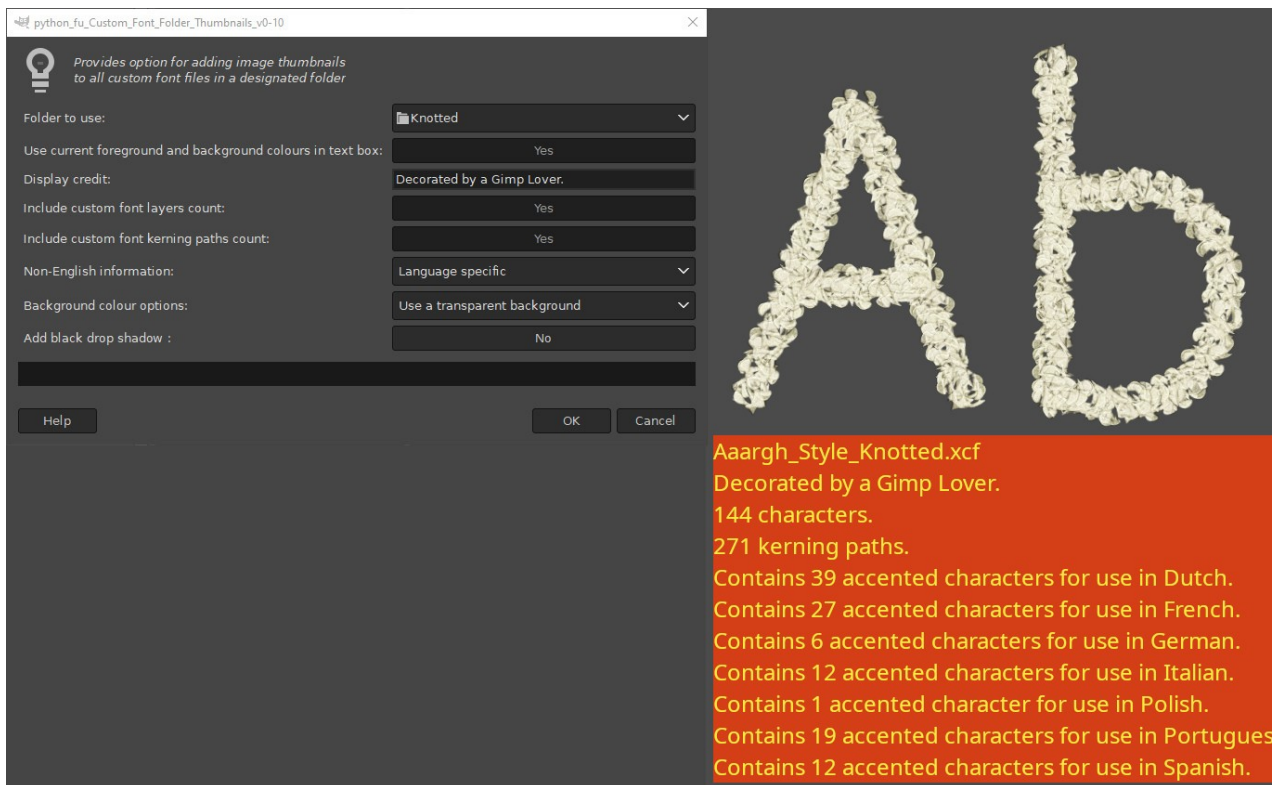 python_fu_Custom_Font_Folder_Thumbnails_v0-10
Provides option for adding image thumbnails
to all custom font files in a designated folder
Folder to use:
Knotted
Use current foreground and background colours in text box:
Yes
Display credit:
Decorated by a Gimp Lover.
Include custom font layers count:
Yes
Include custom font kerning paths count:
Yes
Non-English information:
Language specific
Background colour options:
Use a transparent background
Add black drop shadow :
No
Help
OK
Cancel
Ab
Aaargh_Style_Knotted.xcf
Decorated by a Gimp Lover.
144 characters.
271 kerning paths.
Contains 39 accented characters for use in Dutch.
Contains 27 accented characters for use in French.
Contains 6 accented characters for use in German.
Contains 12 accented characters for use in Italian.
Contains 1 accented character for use in Polish.
Contains 19 accented characters for use in Portugues
Contains 12 accented characters for use in Spanish.